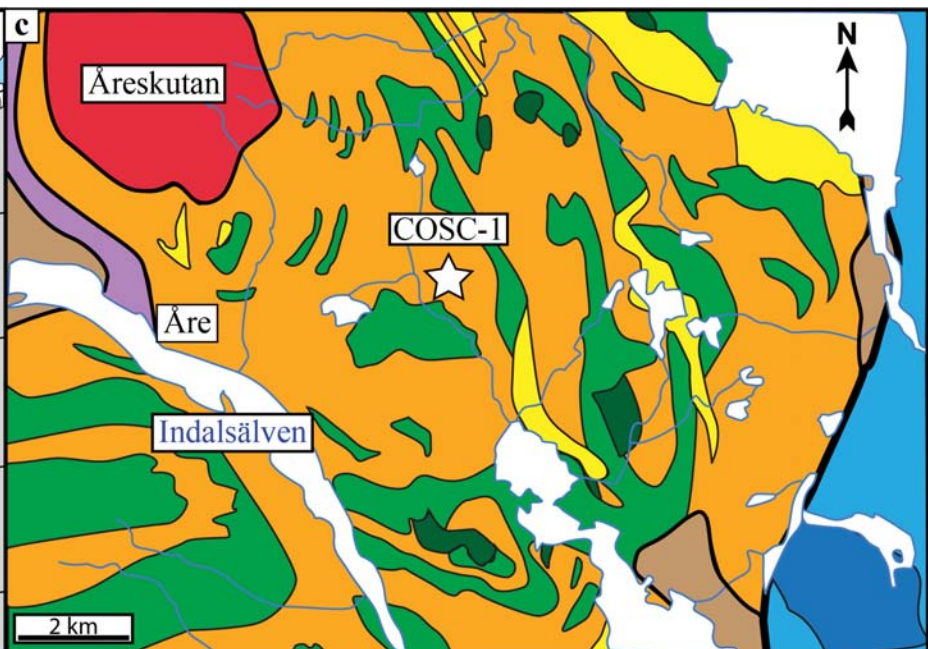 c
N
Åreskutan
COSC-1
Åre
Indalsälven
2 km